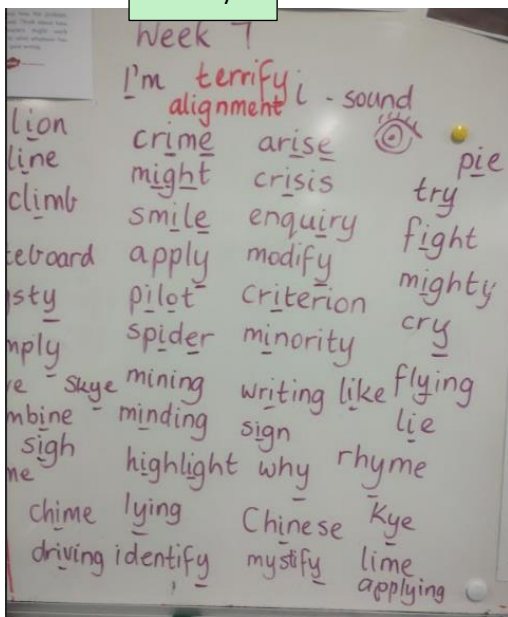 Week 7
I'm terrify i - sound
alignment
lion crime arise pie
line might crisis try
climb smile enquiry fight
apply modify mighty
pilot criterion cry
spider minority
Skye mining writing like flying
minding sign lie
sigh highlight why rhyme
chime lying Chinese Kye
driving identify mystify lime
applying